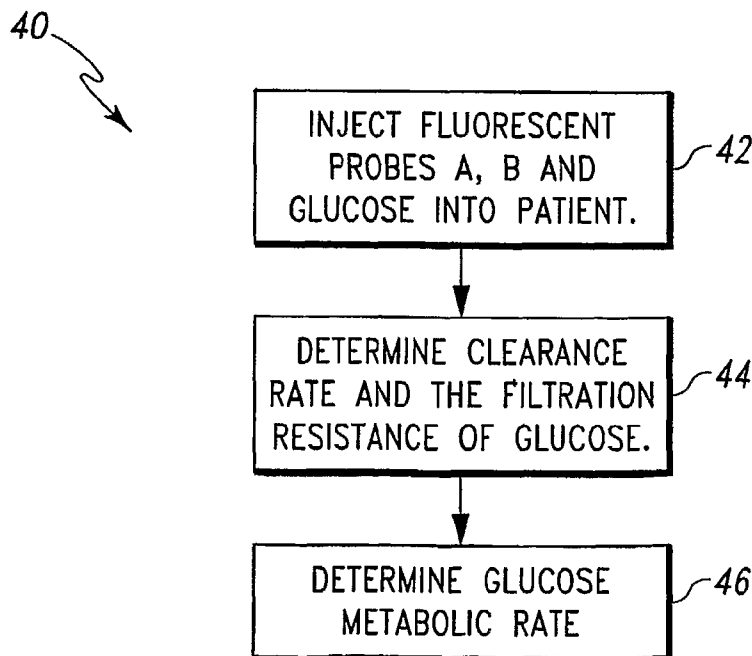 40
INJECT FLUORESCENT
PROBES A, B AND
GLUCOSE INTO PATIENT.
42
DETERMINE CLEARANCE
RATE AND THE FILTRATION
RESISTANCE OF GLUCOSE.
44
DETERMINE GLUCOSE
METABOLIC RATE
46